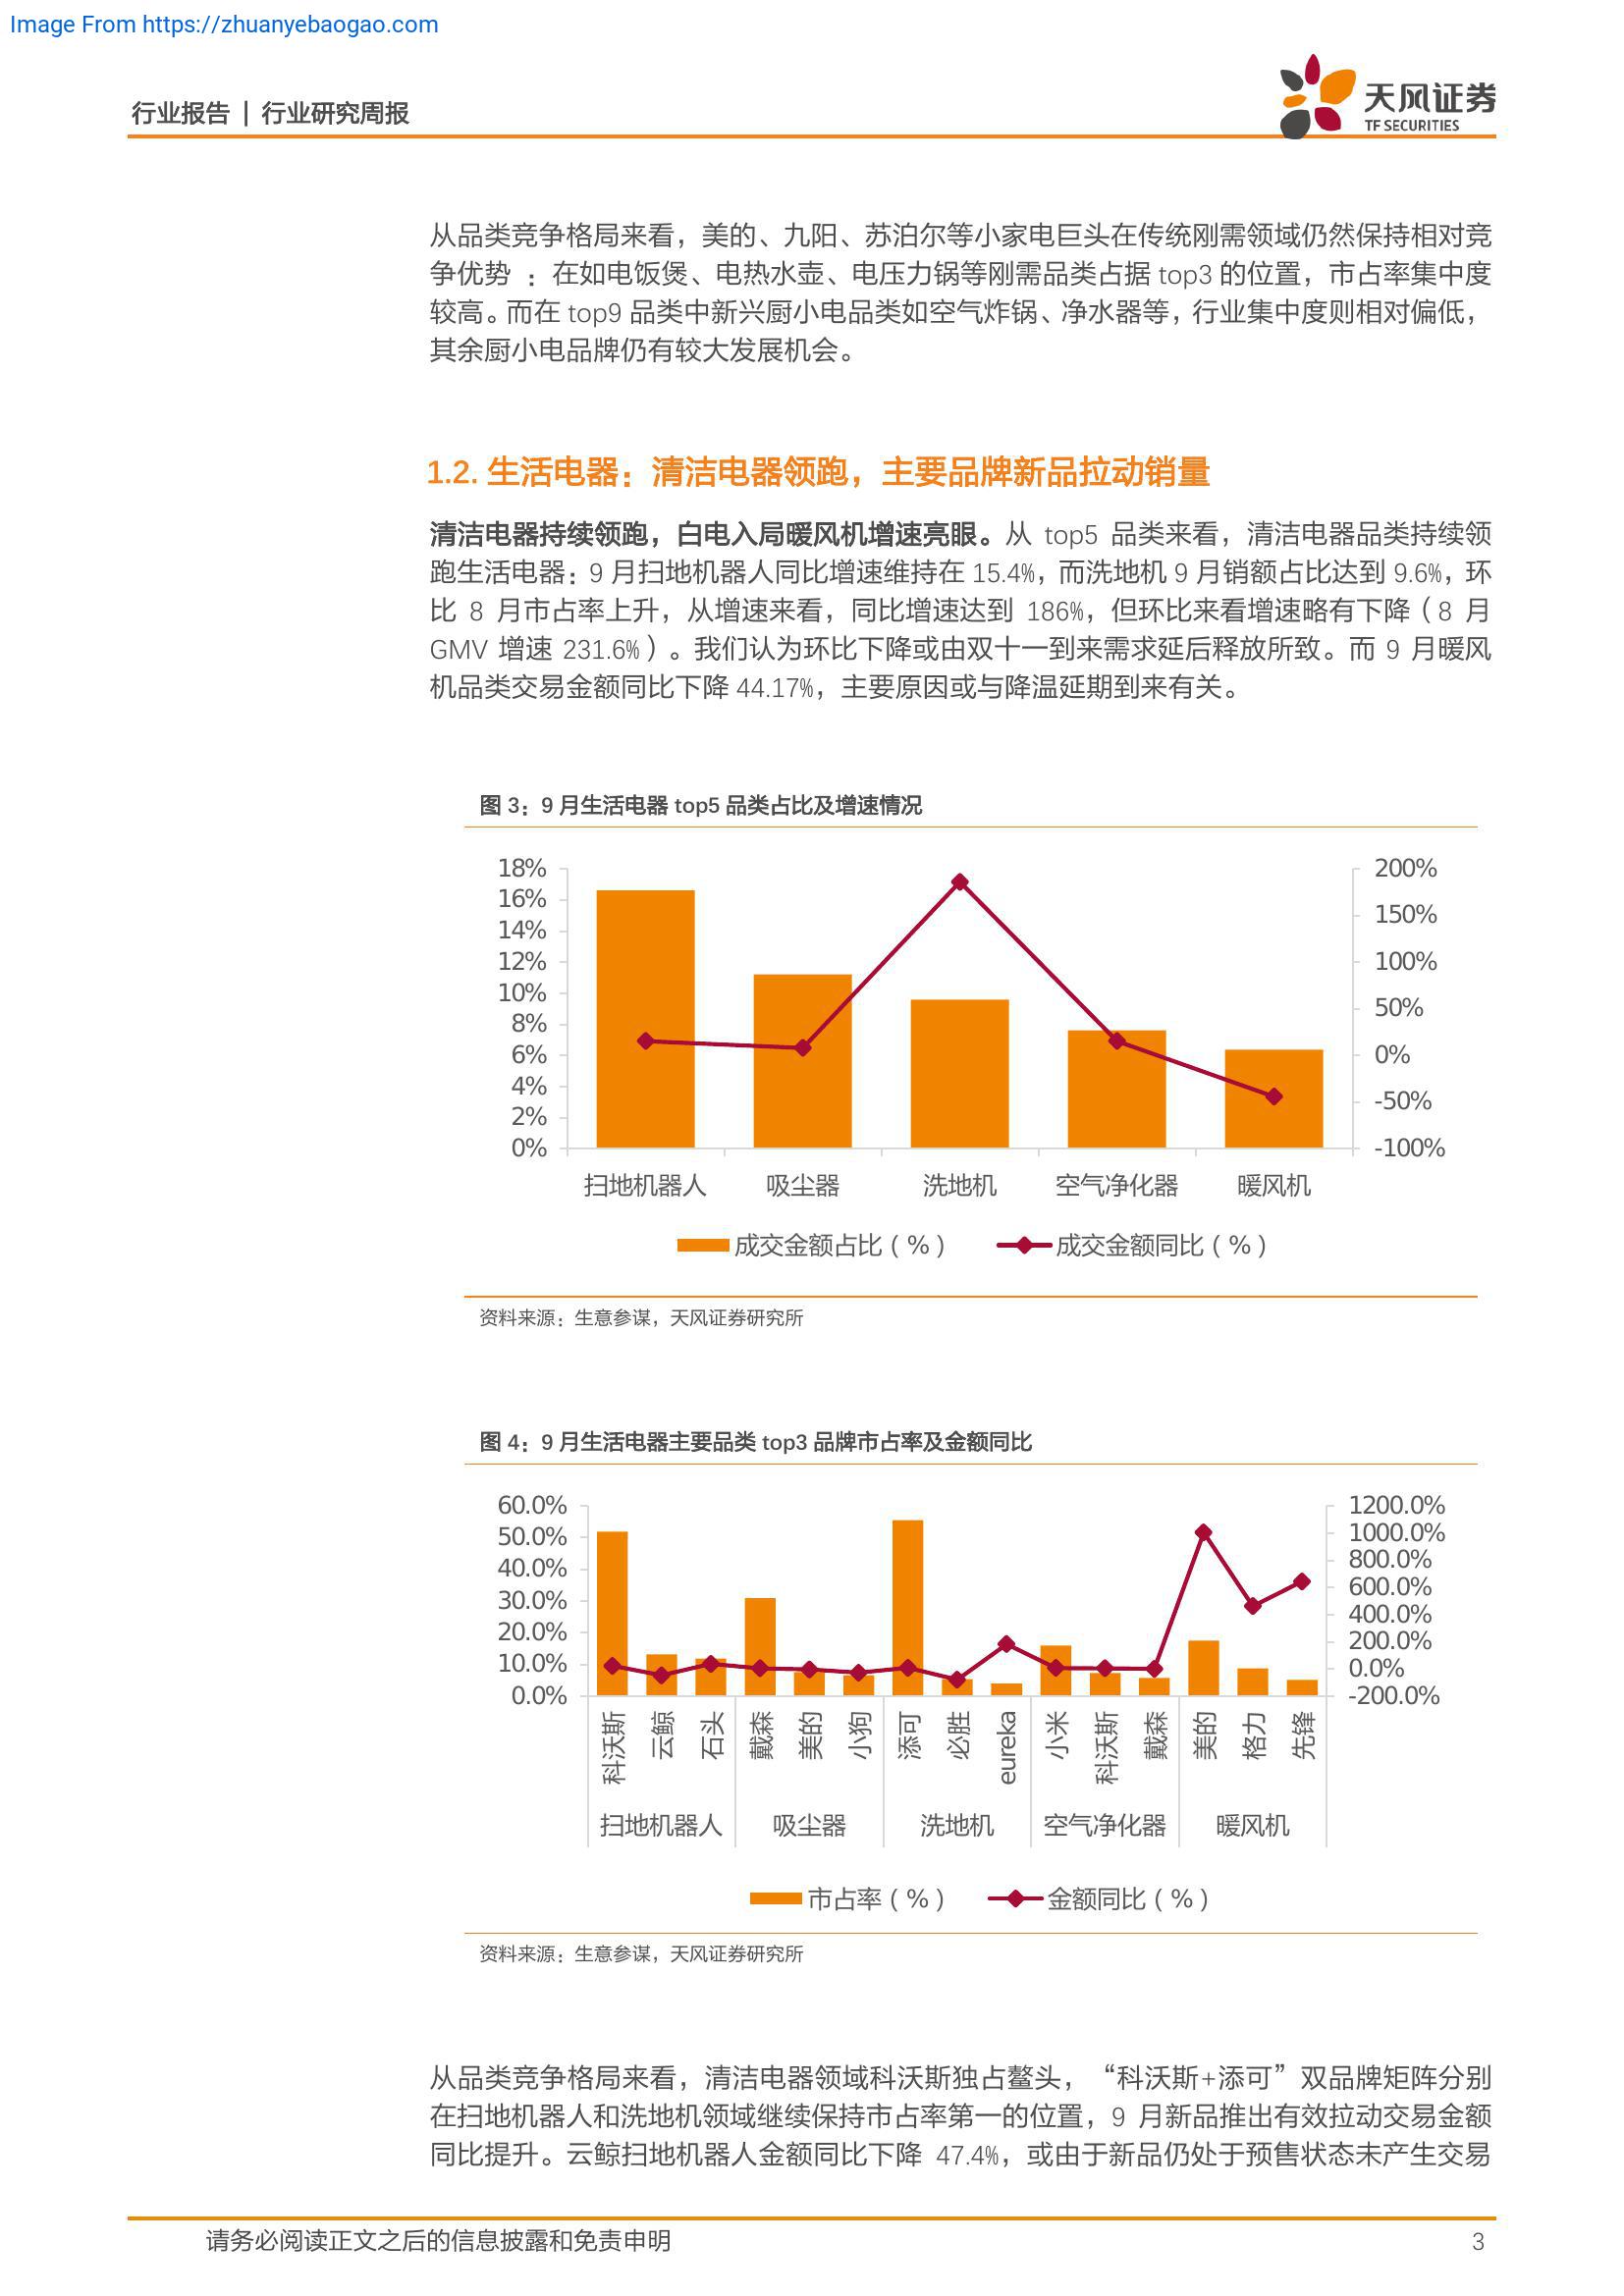 Image From https://zhuanyebaogao.com
行业报告 | 行业研究周报
天风证券
TF SECURITIES
从品类竞争格局来看，美的、九阳、苏泊尔等小家电巨头在传统刚需领域仍然保持相对竞
争优势 ：在如电饭煲、电热水壶、电压力锅等刚需品类占据 top3 的位置，市占率集中度
较高。而在 top9 品类中新兴厨小电品类如空气炸锅、净水器等，行业集中度则相对偏低，
其余厨小电品牌仍有较大发展机会。
1.2. 生活电器：清洁电器领跑，主要品牌新品拉动销量
清洁电器持续领跑，白电入局暖风机增速亮眼。从 top5 品类来看，清洁电器品类持续领
跑生活电器：9 月扫地机器人同比增速维持在 15.4%，而洗地机 9 月销额占比达到 9.6%，环
比 8 月市占率上升，从增速来看，同比增速达到 186%，但环比来看增速略有下降（8 月
GMV 增速 231.6%）。我们认为环比下降或由双十一到来需求延后释放所致。而 9 月暖风
机品类交易金额同比下降 44.17%，主要原因或与降温延期到来有关。
图 3：9 月生活电器 top5 品类占比及增速情况
18%
16%
14%
12%
10%
8%
6%
4%
2%
0%
200%
150%
100%
50%
0%
-50%
-100%
扫地机器人 吸尘器 洗地机 空气净化器 暖风机
成交金额占比（%） 成交金额同比（%）
资料来源：生意参谋，天风证券研究所
图 4：9 月生活电器主要品类 top3 品牌市占率及金额同比
60.0%
50.0%
40.0%
30.0%
20.0%
10.0%
0.0%
1200.0%
1000.0%
800.0%
600.0%
400.0%
200.0%
0.0%
-200.0%
科沃斯 云鲸 石头 戴森 美的 小狗 添可 必胜 eureka 小米 科沃斯 戴森 美的 格力 先锋
扫地机器人 吸尘器 洗地机 空气净化器 暖风机
市占率（%） 金额同比（%）
资料来源：生意参谋，天风证券研究所
从品类竞争格局来看，清洁电器领域科沃斯独占鳌头，“科沃斯+添可”双品牌矩阵分别
在扫地机器人和洗地机领域继续保持市占率第一的位置，9 月新品推出有效拉动交易金额
同比提升。云鲸扫地机器人金额同比下降 47.4%，或由于新品仍处于预售状态未产生交易
请务必阅读正文之后的信息披露和免责申明
3